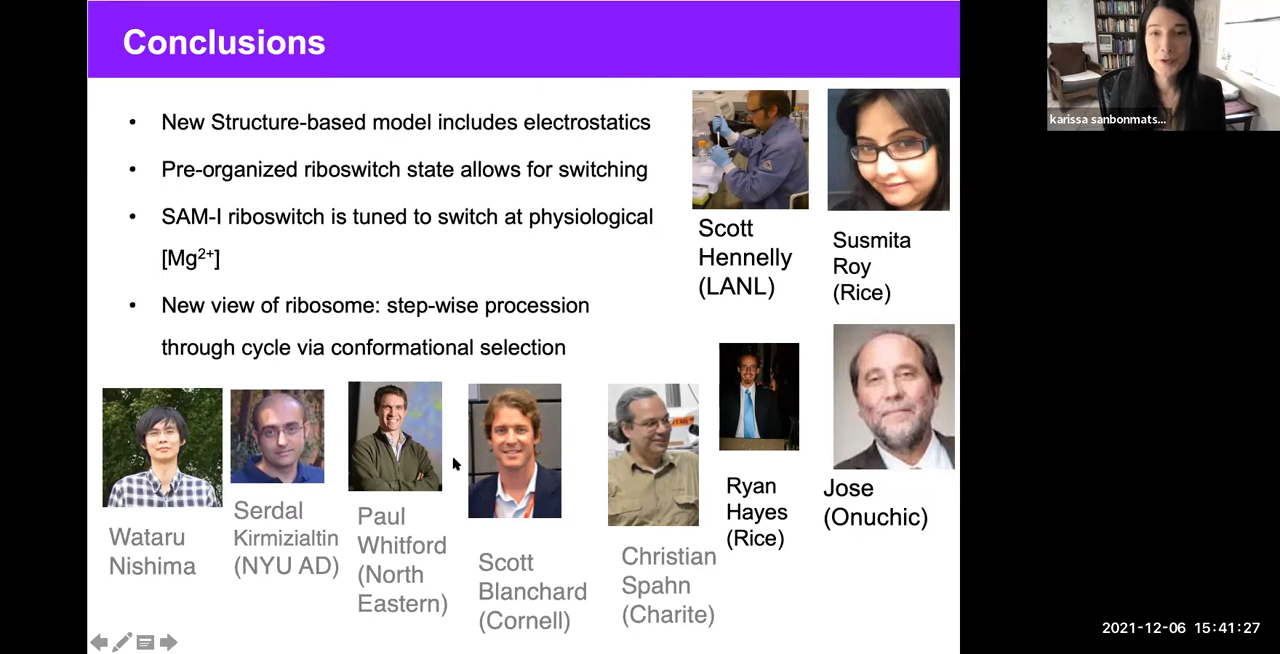 Conclusions
• New Structure-based model includes electrostatics
• Pre-organized riboswitch state allows for switching
• SAM-I riboswitch is tuned to switch at physiological
[Mg²⁺]
• New view of ribosome: step-wise procession
through cycle via conformational selection
Scott
Hennelly
(LANL)
Susmita
Roy
(Rice)
Wataru
Nishima
Serdal
Kirmizialtin
(NYU AD)
Paul
Whitford
(North
Eastern)
Scott
Blanchard
(Cornell)
Christian
Spahn
(Charite)
Ryan
Hayes
(Rice)
Jose
(Onuchic)
karissa sanbonmats...
2021-12-06 15:41:27